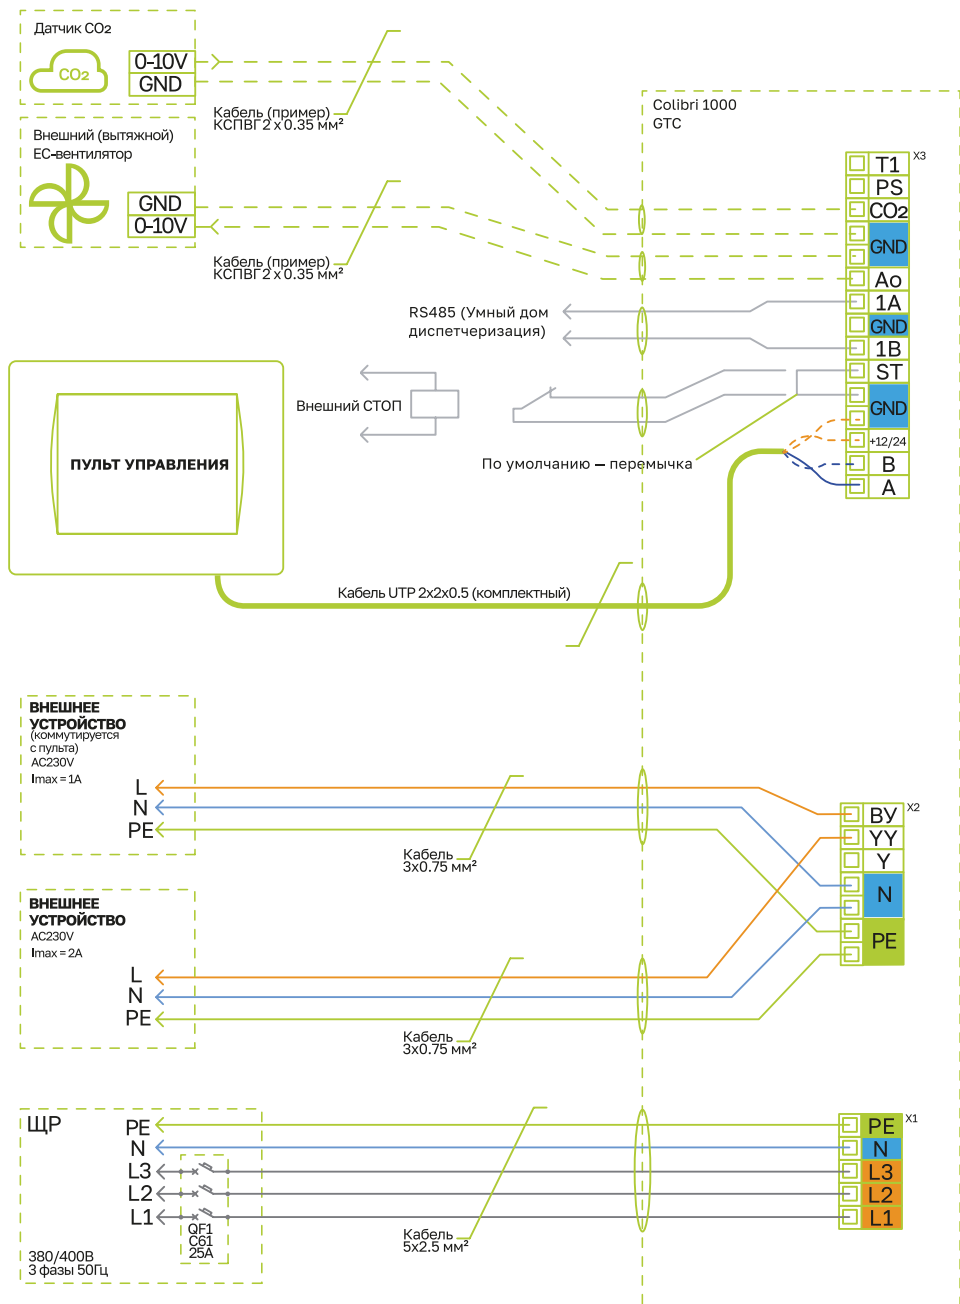 Датчик CO2
CO2
0-10V
GND
Кабель (пример)
КСПВГ 2 x 0.35 мм²
Внешний (вытяжной)
ЕС-вентилятор
GND
0-10V
Кабель (пример)
КСПВГ 2 x 0.35 мм²
Colibri 1000
GTC
X3
T1
PS
CO2
GND
Ao
1A
GND
1B
ST
GND
+12/24
B
A
RS485 (Умный дом
диспетчеризация)
Внешний СТОП
По умолчанию – перемычка
ПУЛЬТ УПРАВЛЕНИЯ
Кабель UTP 2x2x0.5 (комплектный)
ВНЕШНЕЕ
УСТРОЙСТВО
(коммутируется
с пульта)
AC230V
Imax = 1A
L
N
PE
Кабель
3x0.75 мм²
X2
ВУ
YY
Y
N
PE
ВНЕШНЕЕ
УСТРОЙСТВО
AC230V
Imax = 2A
L
N
PE
Кабель
3x0.75 мм²
ЩР
PE
N
L3
L2
L1
QF1
C61
25A
380/400В
3 фазы 50Гц
Кабель
5x2.5 мм²
X1
PE
N
L3
L2
L1